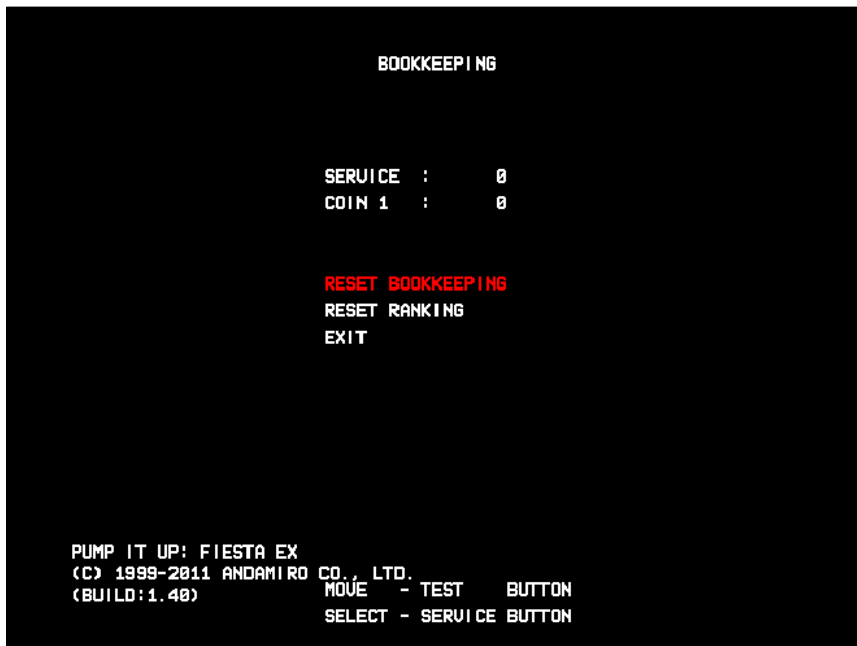 BOOKKEEPING
SERVICE : 0
COIN 1 : 0
RESET BOOKKEEPING
RESET RANKING
EXIT
PUMP IT UP: FIESTA EX
(C) 1999-2011 ANDAMIRO CO., LTD.
(BUILD:1.40)
MOVE - TEST BUTTON
SELECT - SERVICE BUTTON